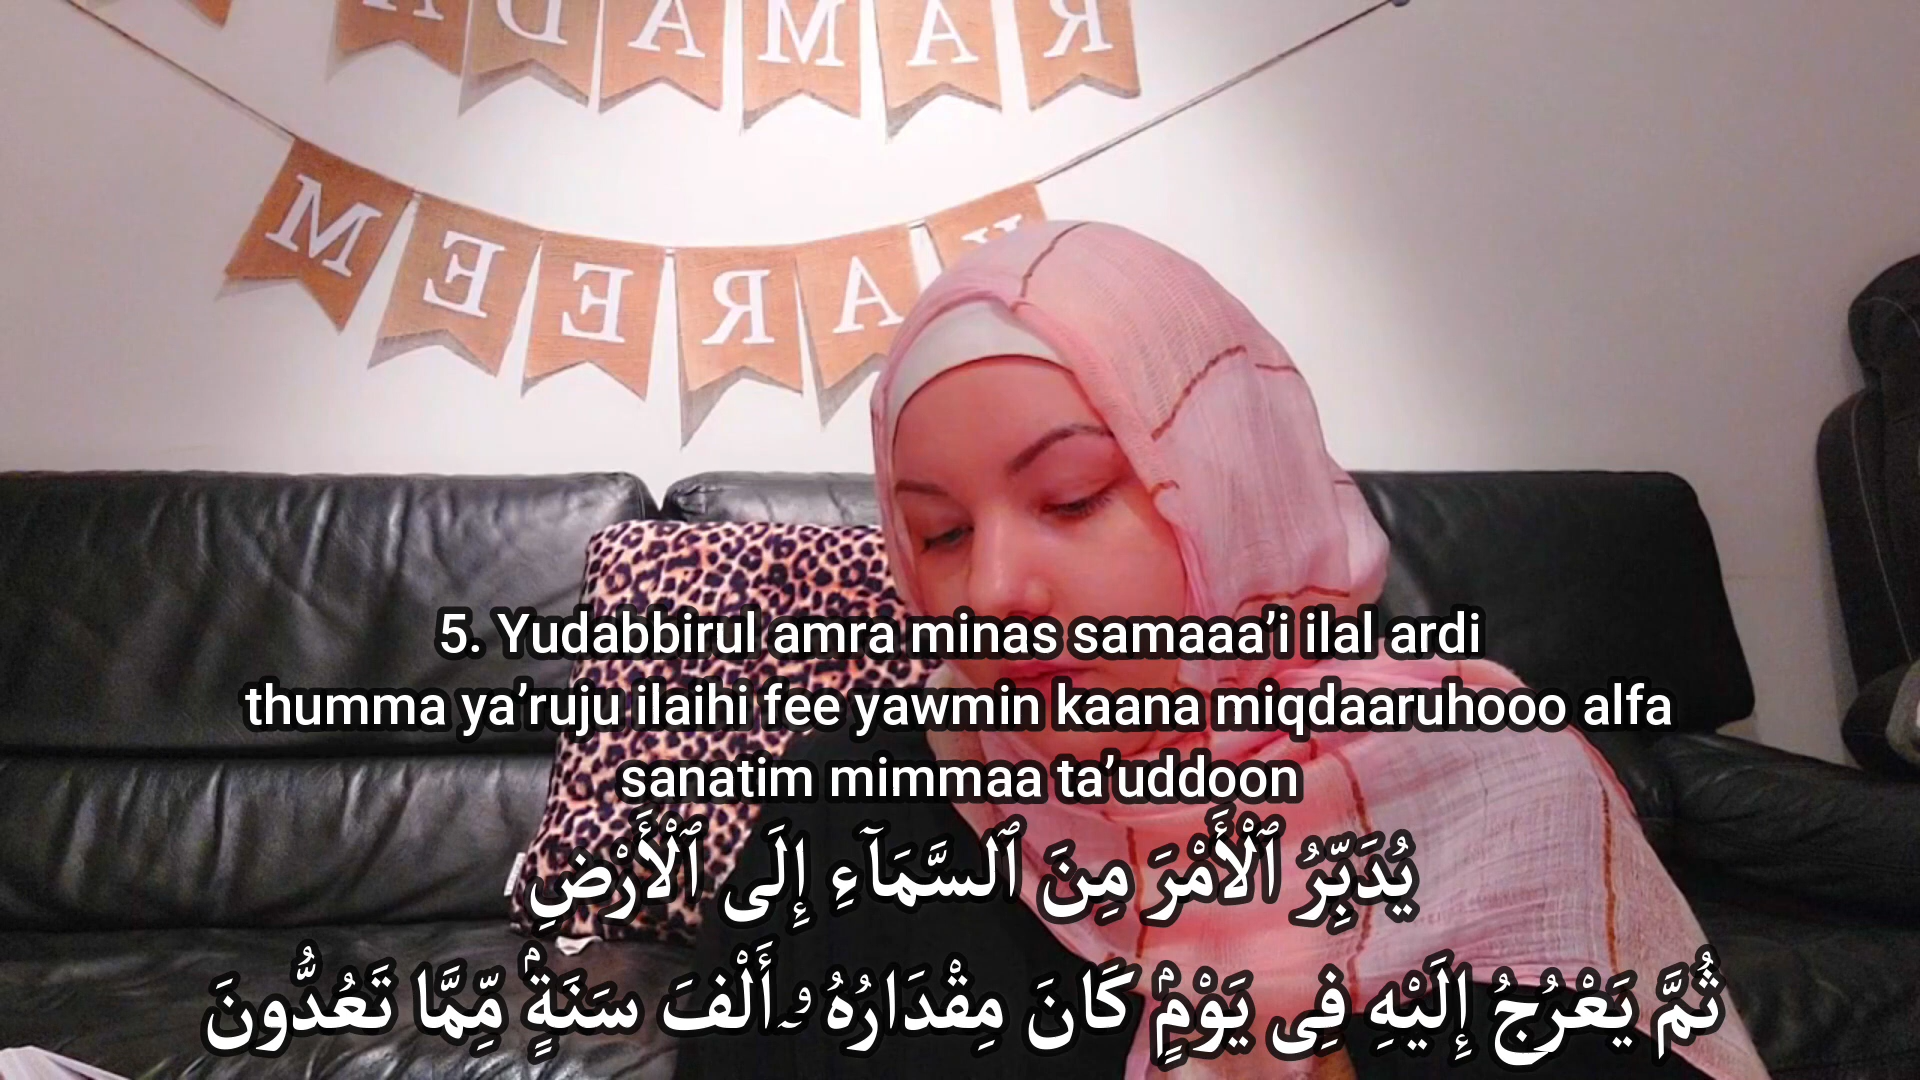 RAMADA
KAREEM
5. Yudabbirul amra minas samaaa’i ilal ardi
thumma ya’ruju ilaihi fee yawmin kaana miqdaaruhooo alfa
sanatim mimmaa ta’uddoon
يُدَبِّرُ ٱلْأَمْرَ مِنَ ٱلسَّمَآءِ إِلَى ٱلْأَرْضِ
ثُمَّ يَعْرُجُ إِلَيْهِ فِى يَوْمٍۢ كَانَ مِقْدَارُهُۥٓ أَلْفَ سَنَةٍۢ مِّمَّا تَعُدُّونَ